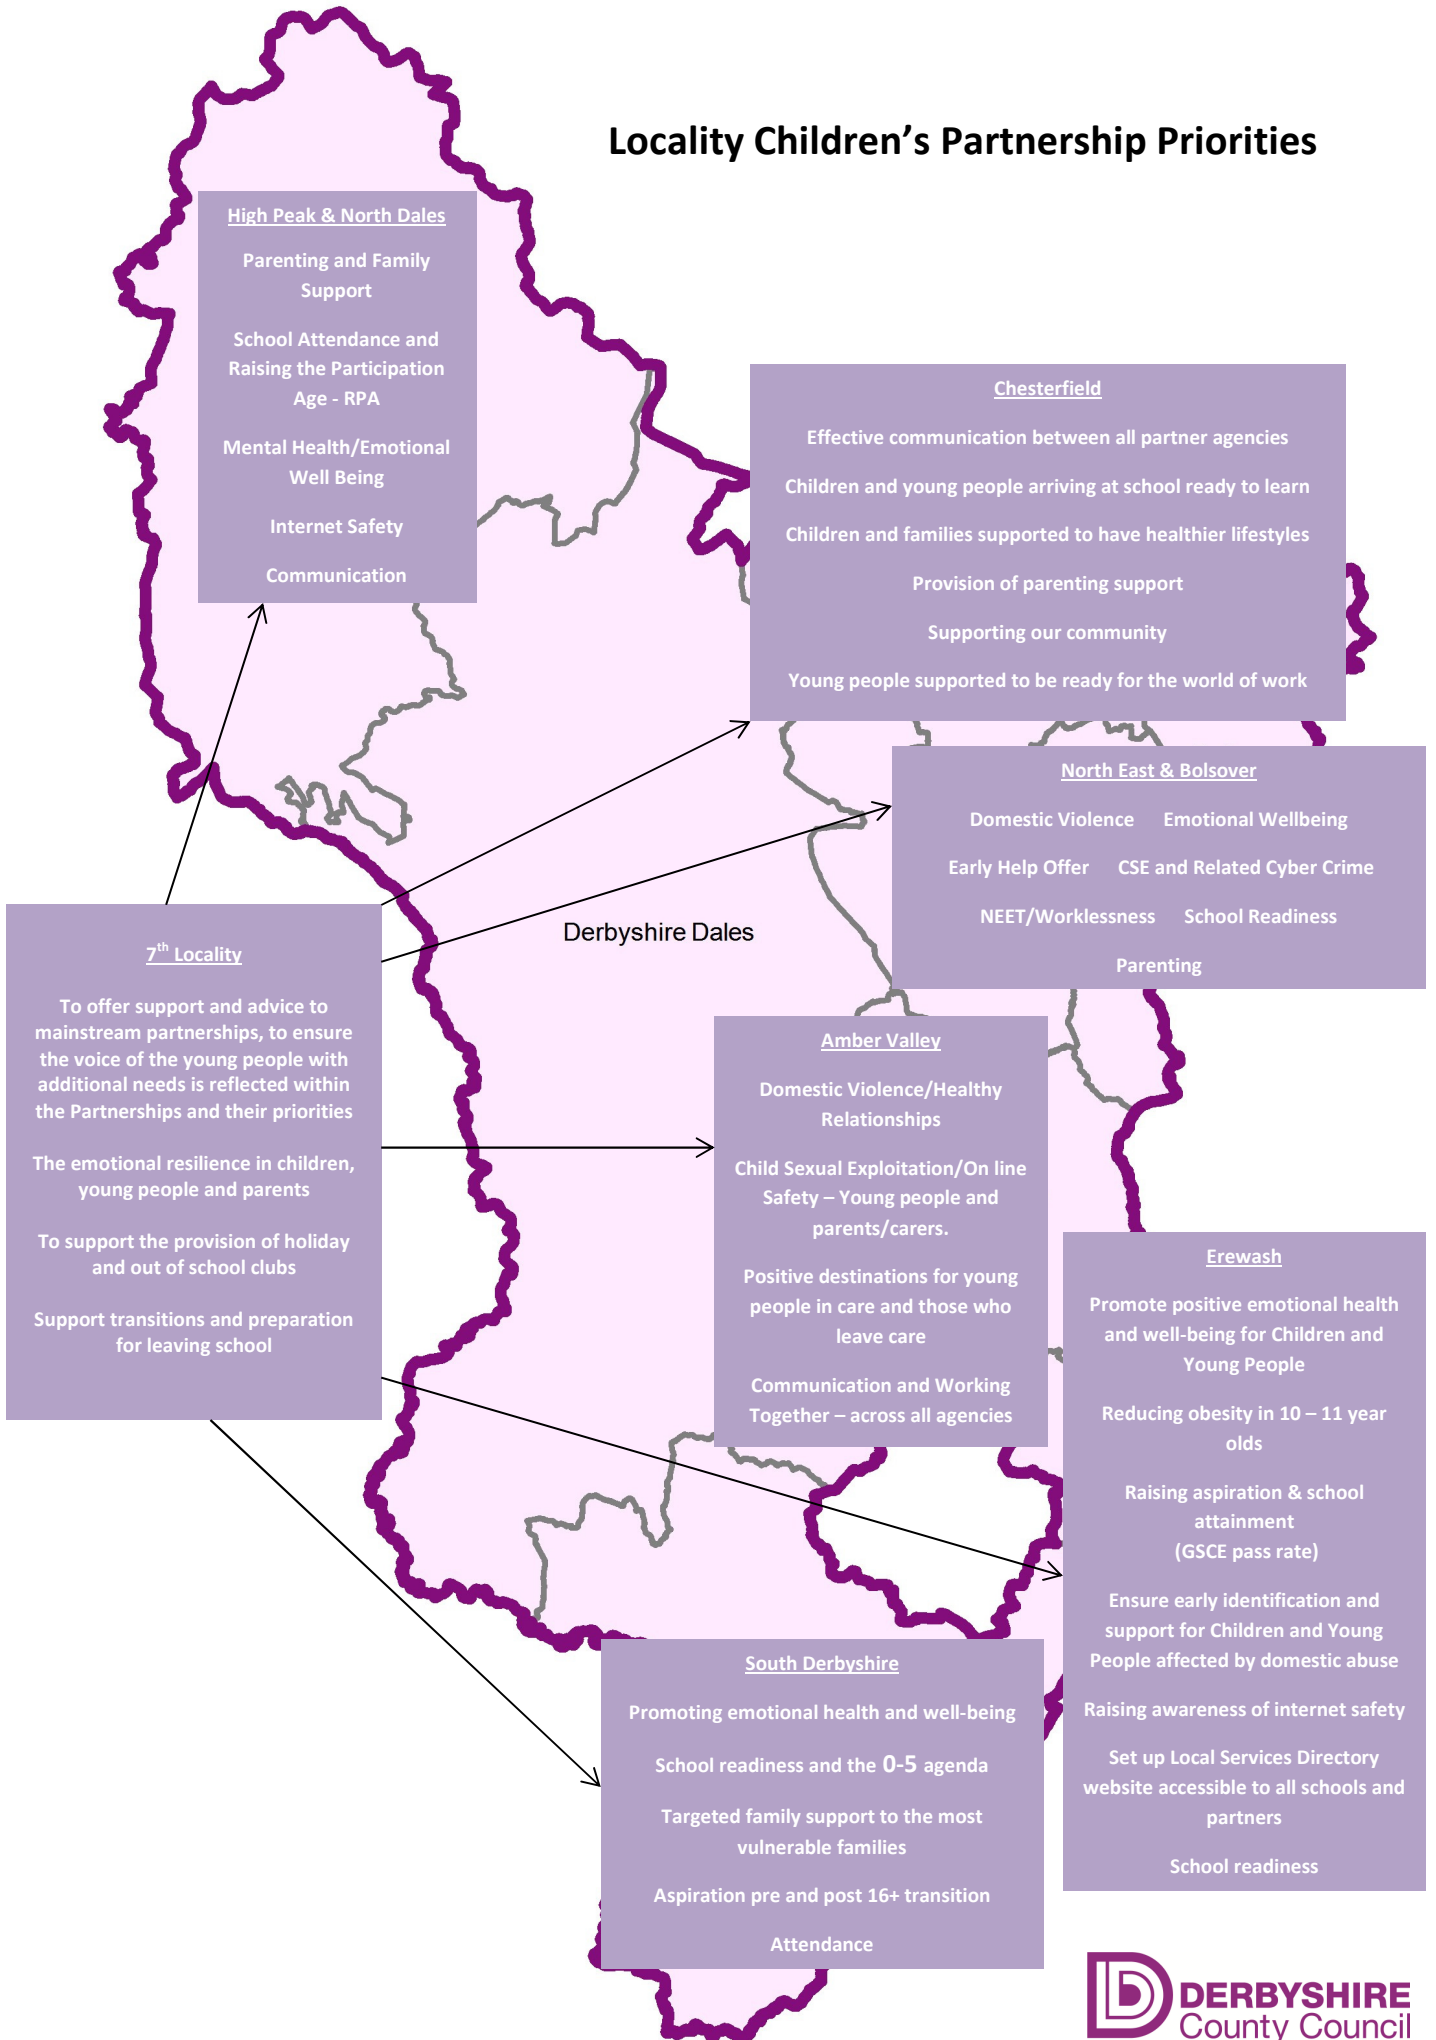 Locality Children’s Partnership Priorities
High Peak & North Dales
Parenting and Family
Support
School Attendance and
Raising the Participation
Age - RPA
Mental Health/Emotional
Well Being
Internet Safety
Communication
Chesterfield
Effective communication between all partner agencies
Children and young people arriving at school ready to learn
Children and families supported to have healthier lifestyles
Provision of parenting support
Supporting our community
Young people supported to be ready for the world of work
North East & Bolsover
Domestic Violence Emotional Wellbeing
Early Help Offer CSE and Related Cyber Crime
NEET/Worklessness School Readiness
Parenting
Derbyshire Dales
7th Locality
To offer support and advice to
mainstream partnerships, to ensure
the voice of the young people with
additional needs is reflected within
the Partnerships and their priorities
The emotional resilience in children,
young people and parents
To support the provision of holiday
and out of school clubs
Support transitions and preparation
for leaving school
Amber Valley
Domestic Violence/Healthy
Relationships
Child Sexual Exploitation/On line
Safety – Young people and
parents/carers.
Positive destinations for young
people in care and those who
leave care
Communication and Working
Together – across all agencies
Erewash
Promote positive emotional health
and well-being for Children and
Young People
Reducing obesity in 10 – 11 year
olds
Raising aspiration & school
attainment
(GSCE pass rate)
Ensure early identification and
support for Children and Young
People affected by domestic abuse
Raising awareness of internet safety
Set up Local Services Directory
website accessible to all schools and
partners
School readiness
South Derbyshire
Promoting emotional health and well-being
School readiness and the 0-5 agenda
Targeted family support to the most
vulnerable families
Aspiration pre and post 16+ transition
Attendance
DERBYSHIRE
County Council